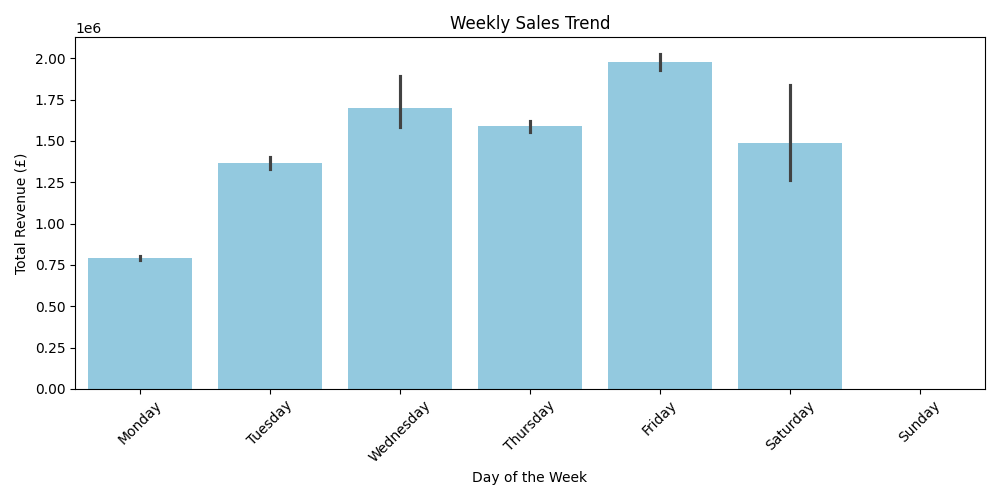 Weekly Sales Trend
1e6
Total Revenue (£)
2.00
1.75
1.50
1.25
1.00
0.75
0.50
0.25
0.00
Monday
Tuesday
Wednesday
Thursday
Friday
Saturday
Sunday
Day of the Week